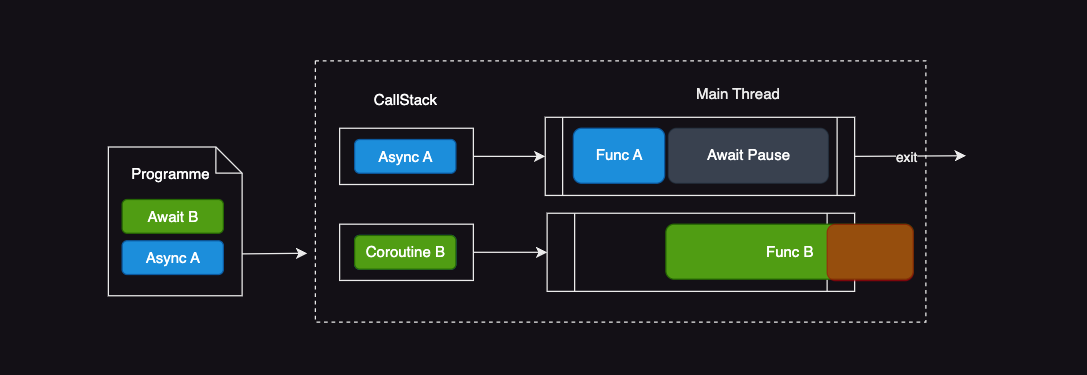 CallStack
Main Thread
Programme
Await B
Async A
Async A
Func A
Await Pause
exit
Coroutine B
Func B